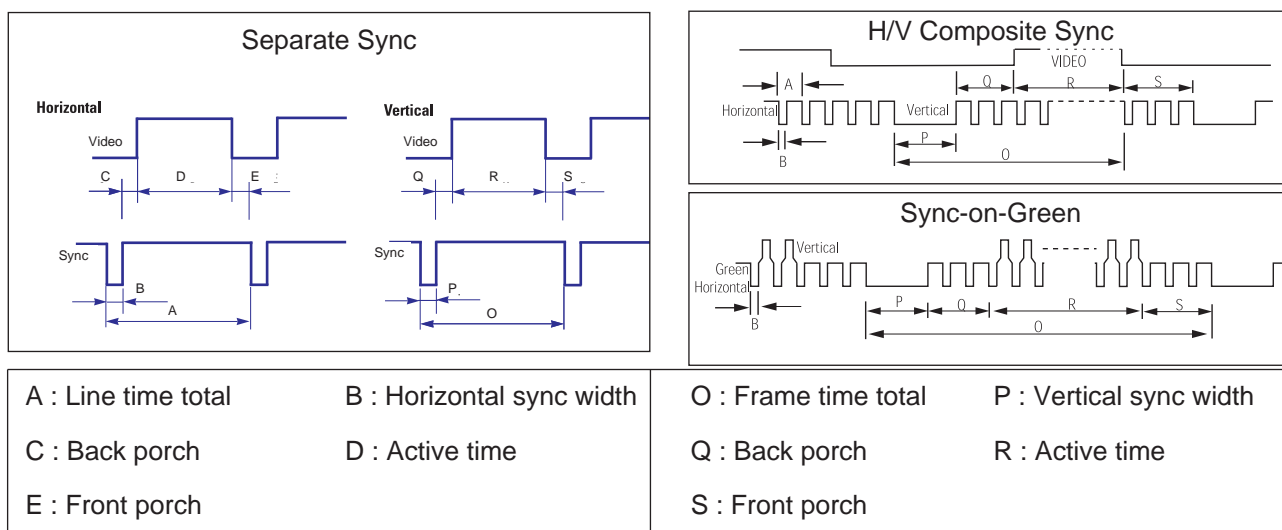 Separate Sync
Horizontal
Video
C D E
Sync
B
A
Vertical
Video
Q R S
Sync
P
O
H/V Composite Sync
VIDEO
A Q R S
Horizontal Vertical
P
B O
Sync-on-Green
Vertical
Green
Horizontal
P Q R S
B
O
A : Line time total B : Horizontal sync width
C : Back porch D : Active time
E : Front porch
O : Frame time total P : Vertical sync width
Q : Back porch R : Active time
S : Front porch